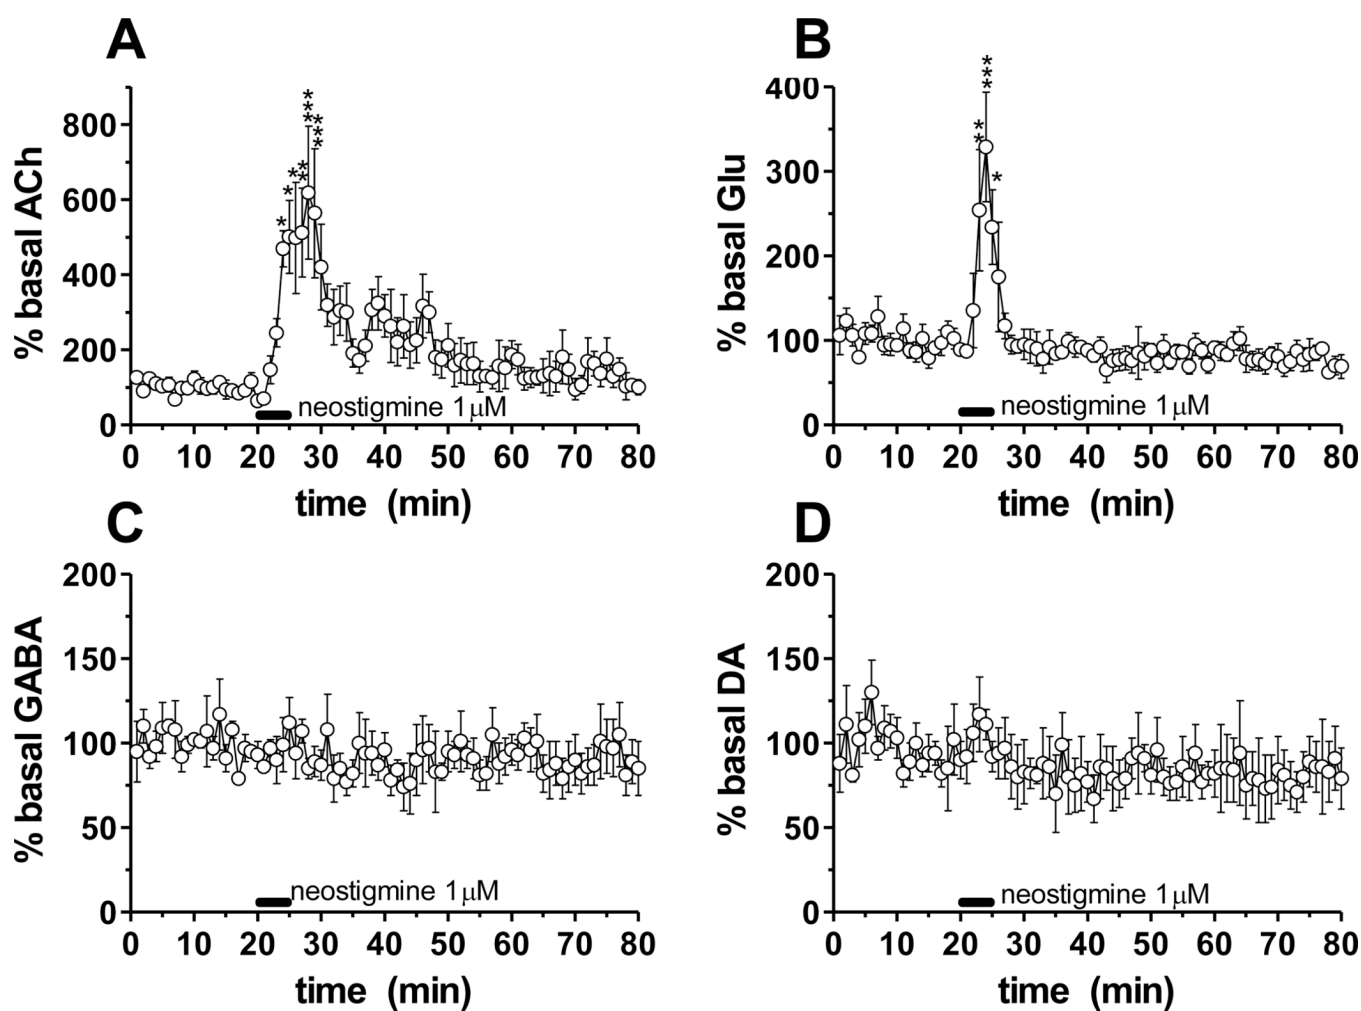 A
% basal ACh
800
600
400
200
0
*
*
*
**
***
***
neostigmine 1μM
0 10 20 30 40 50 60 70 80
time (min)
B
% basal Glu
400
300
200
100
0
**
***
*
neostigmine 1μM
0 10 20 30 40 50 60 70 80
time (min)
C
% basal GABA
200
150
100
50
0
neostigmine 1μM
0 10 20 30 40 50 60 70 80
time (min)
D
% basal DA
200
150
100
50
0
neostigmine 1μM
0 10 20 30 40 50 60 70 80
time (min)